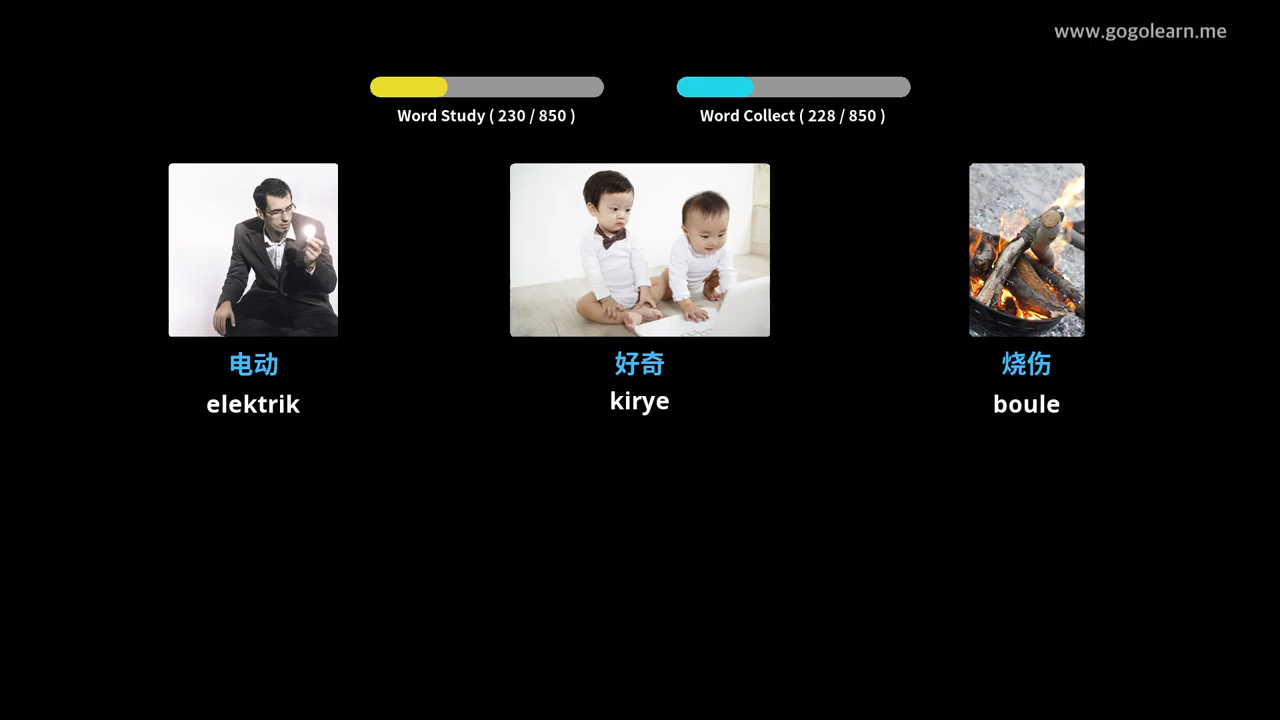 www.gogolearn.me
Word Study ( 230 / 850 )
Word Collect ( 228 / 850 )
电动
好奇
烧伤
elektrik
kirye
boule